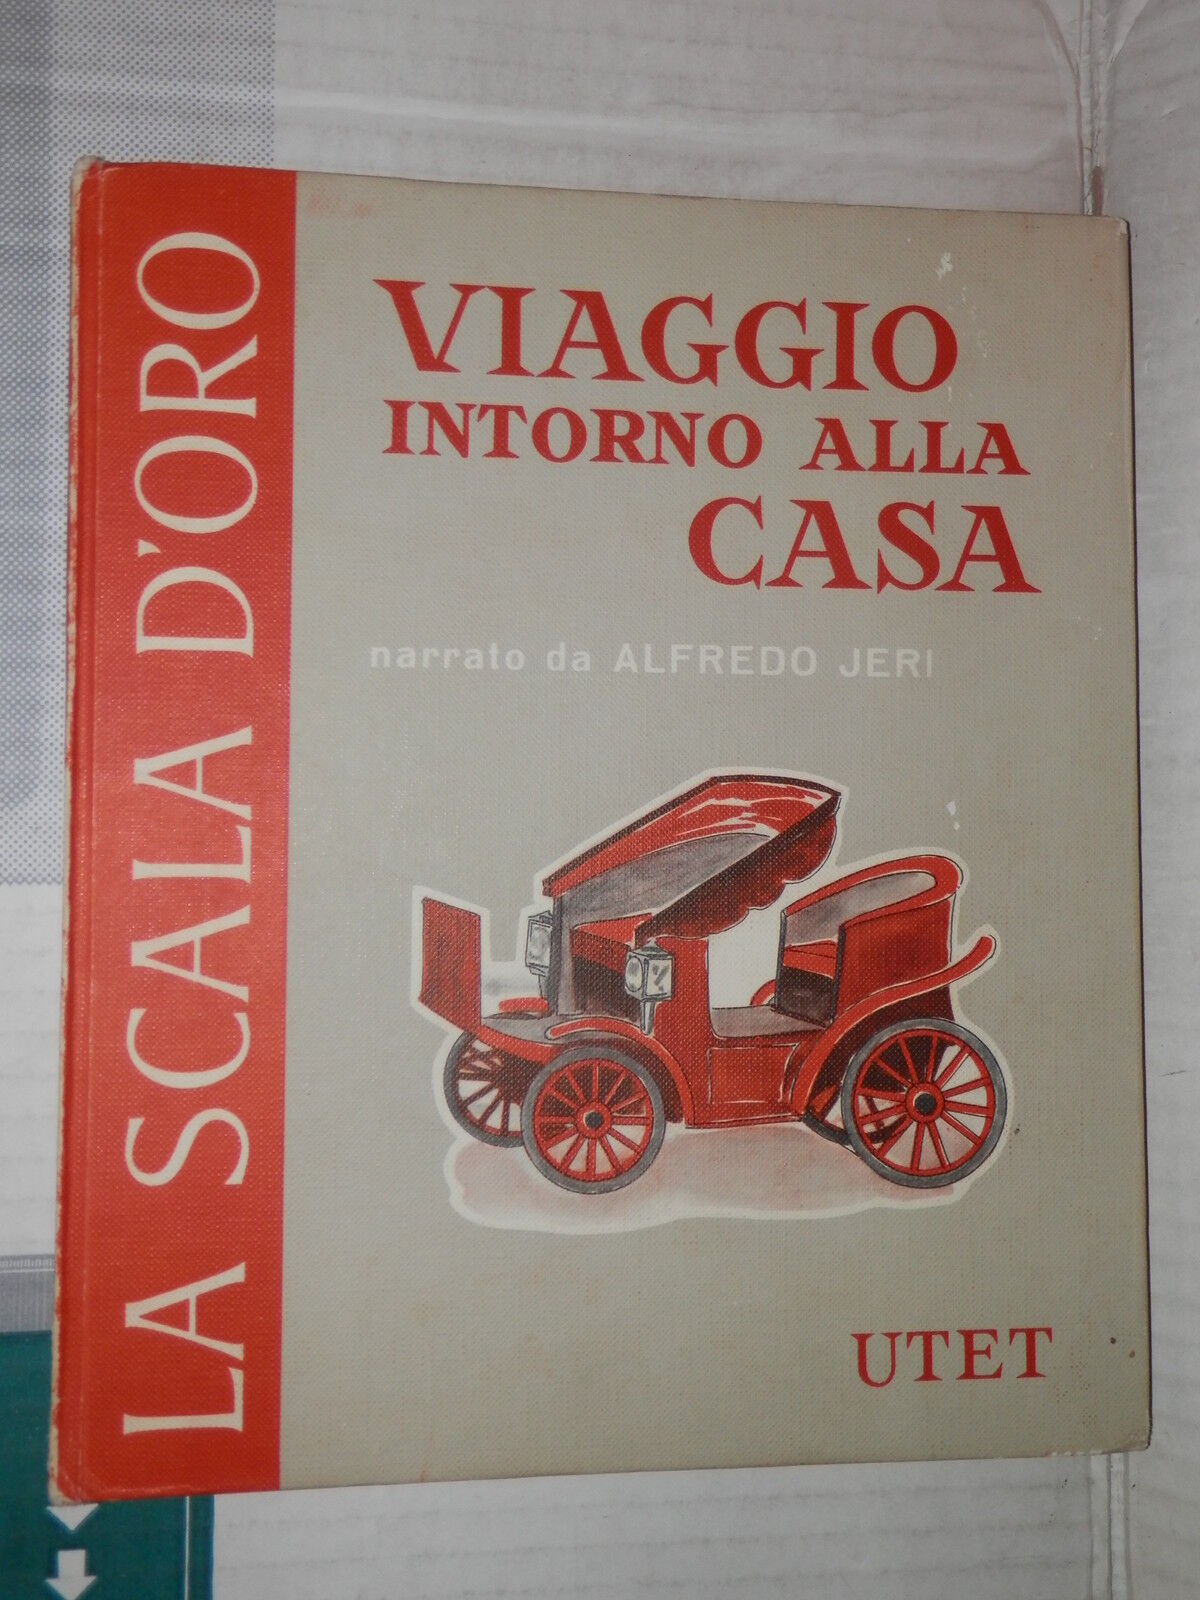 LA SCALA D'ORO
VIAGGIO
INTORNO ALLA
CASA
narrato da ALFREDO JERI
UTET